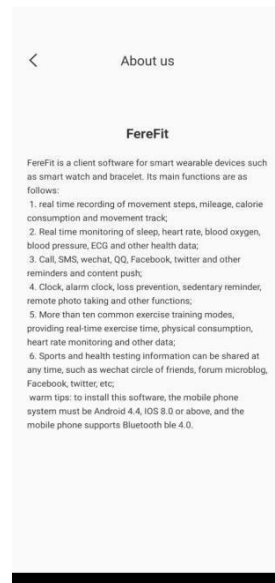 About us
FereFit
FereFit is a client software for smart wearable devices such
as smart watch and bracelet. Its main functions are as
follows:
1. real time recording of movement steps, mileage, calorie
consumption and movement track;
2. Real time monitoring of sleep, heart rate, blood oxygen,
blood pressure, ECG and other health data;
3. Call, SMS, wechat, QQ, Facebook, twitter and other
reminders and content push;
4. Clock, alarm clock, loss prevention, sedentary reminder,
remote photo taking and other functions;
5. More than ten common exercise training modes,
providing real-time exercise time, physical consumption,
heart rate monitoring and other data;
6. Sports and health testing information can be shared at
any time, such as wechat circle of friends, forum microblog,
Facebook, twitter, etc;
warm tips: to install this software, the mobile phone
system must be Android 4.4, IOS 8.0 or above, and the
mobile phone supports Bluetooth ble 4.0.